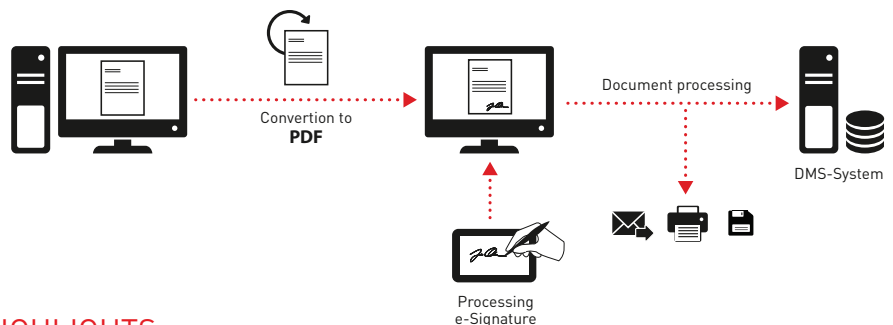 Convertion to
PDF
Document processing
DMS-System
Processing
e-Signature